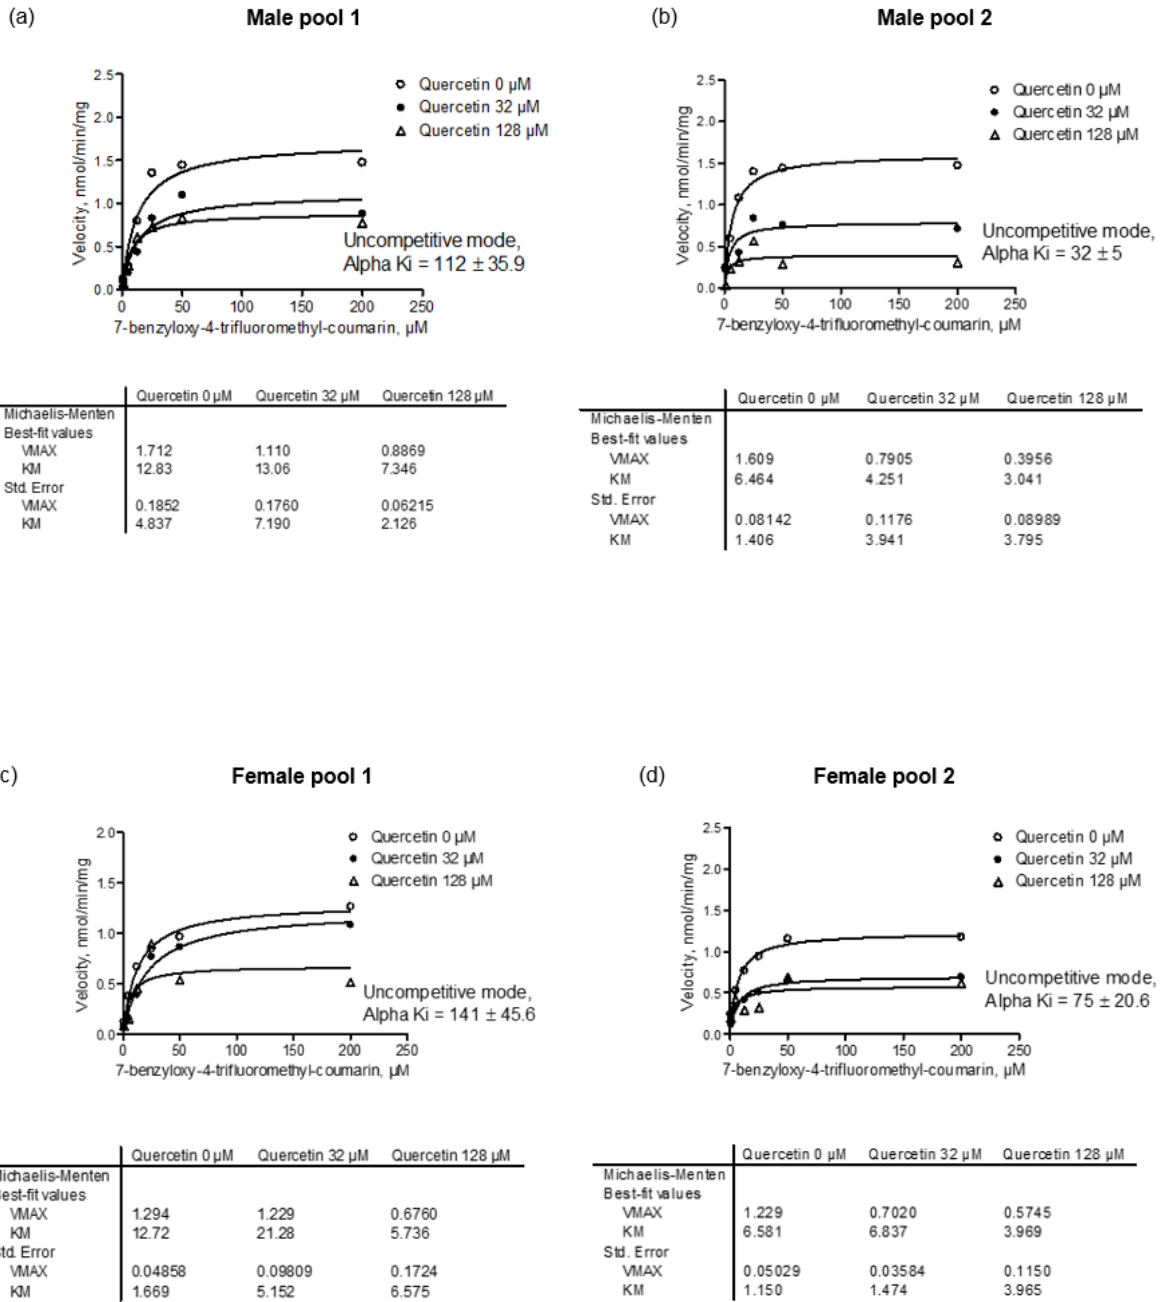 (a) Male pool 1
2.5
2.0
1.5
1.0
0.5
0.0
0 50 100 150 200 250
Velocity, nmol/min/mg
7-benzyloxy-4-trifluoromethyl-coumarin, µM
Quercetin 0 µM
Quercetin 32 µM
Quercetin 128 µM
Uncompetitive mode,
Alpha Ki = 112 ± 35.9
Quercetin 0 µM Quercetin 32 µM Quercetin 128 µM
Michaelis-Menten
Best-fit values
VMAX 1.712 1.110 0.8869
KM 12.83 13.06 7.346
Std. Error
VMAX 0.1852 0.1760 0.06215
KM 4.837 7.190 2.126
(b) Male pool 2
2.5
2.0
1.5
1.0
0.5
0.0
0 50 100 150 200 250
Velocity, nmol/min/mg
7-benzyloxy-4-trifluoromethyl-coumarin, µM
Quercetin 0 µM
Quercetin 32 µM
Quercetin 128 µM
Uncompetitive mode,
Alpha Ki = 32 ± 5
Quercetin 0 µM Quercetin 32 µM Quercetin 128 µM
Michaelis-Menten
Best-fit values
VMAX 1.609 0.7905 0.3956
KM 6.464 4.251 3.041
Std. Error
VMAX 0.08142 0.1176 0.08989
KM 1.406 3.941 3.795
c) Female pool 1
2.0
1.5
1.0
0.5
0.0
0 50 100 150 200 250
Velocity, nmol/min/mg
7-benzyloxy-4-trifluoromethyl-coumarin, µM
Quercetin 0 µM
Quercetin 32 µM
Quercetin 128 µM
Uncompetitive mode,
Alpha Ki = 141 ± 45.6
Quercetin 0 µM Quercetin 32 µM Quercetin 128 µM
ichaelis-Menten
est-fit values
VMAX 1.294 1.229 0.6760
KM 12.72 21.28 5.736
td. Error
VMAX 0.04858 0.09809 0.1724
KM 1.669 5.152 6.575
(d) Female pool 2
2.5
2.0
1.5
1.0
0.5
0.0
0 50 100 150 200 250
Velocity, nmol/min/mg
7-benzyloxy-4-trifluoromethyl-coumarin, µM
Quercetin 0 µM
Quercetin 32 µM
Quercetin 128 µM
Uncompetitive mode,
Alpha Ki = 75 ± 20.6
Quercetin 0 µM Quercetin 32 µM Quercetin 128 µM
Michaelis-Menten
Best-fit values
VMAX 1.229 0.7020 0.5745
KM 6.581 6.837 3.969
Std. Error
VMAX 0.05029 0.03584 0.1150
KM 1.150 1.474 3.965